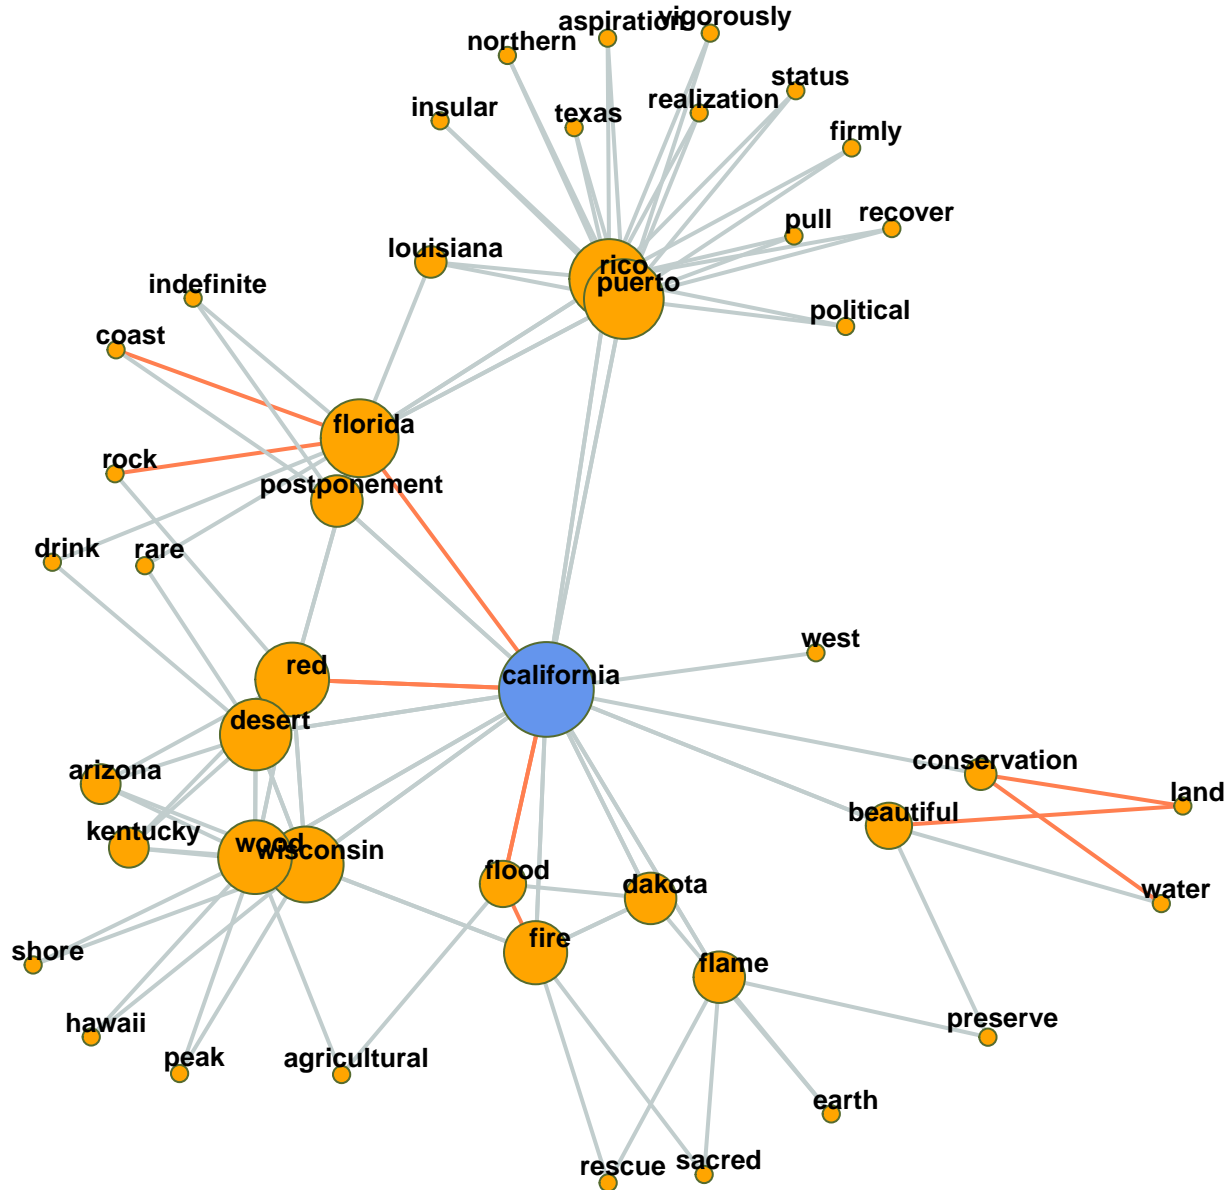 vigorously
aspiration
northern
status
realization
insular
texas
firmly
pull
recover
louisiana
rico
puerto
indefinite
political
coast
florida
rock
postponement
drink
rare
west
red
california
desert
arizona
conservation
land
beautiful
kentucky
wood
wisconsin
flood
dakota
water
fire
shore
flame
hawaii
preserve
peak
agricultural
earth
rescue
sacred